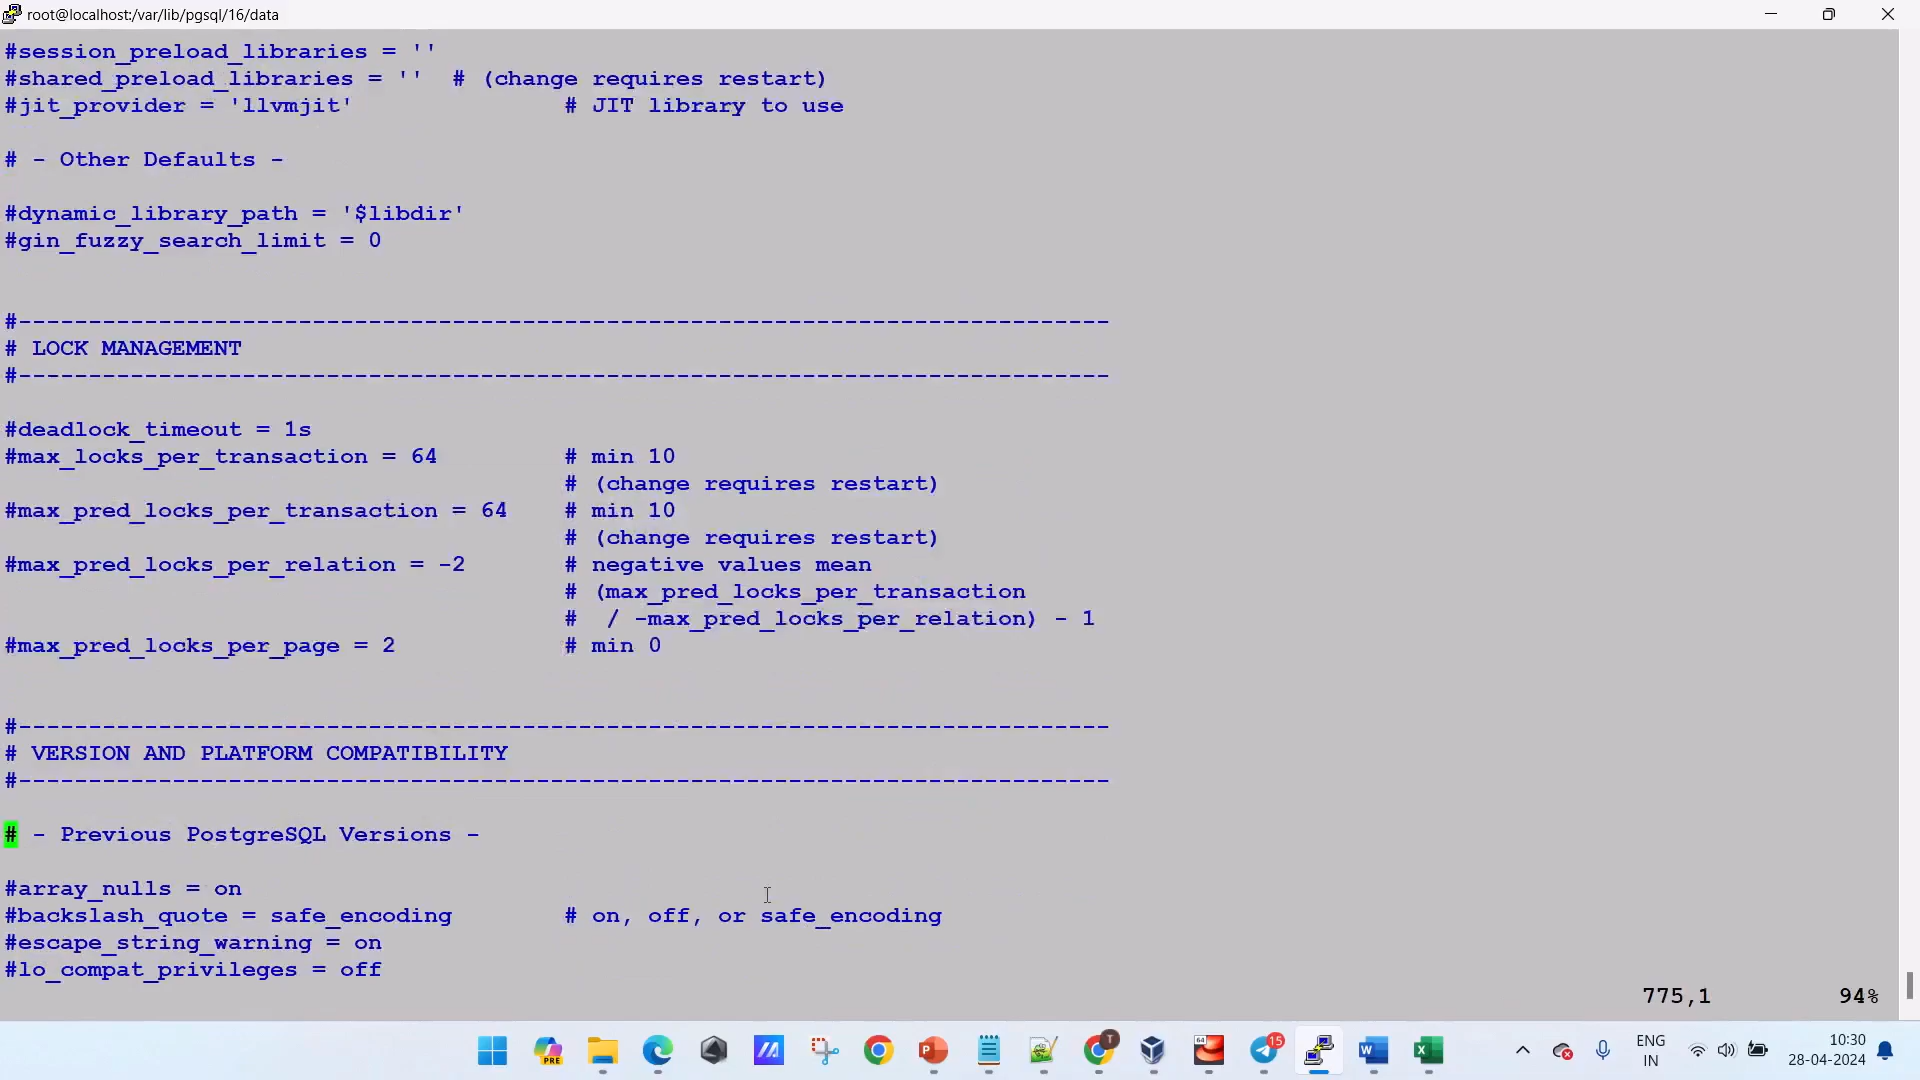 root@localhost:/var/lib/pgsql/16/data
#session_preload_libraries = ''
#shared_preload_libraries = ''  # (change requires restart)
#jit_provider = 'llvmjit'               # JIT library to use
# - Other Defaults -
#dynamic_library_path = '$libdir'
#gin_fuzzy_search_limit = 0
#------------------------------------------------------------------------------
# LOCK MANAGEMENT
#------------------------------------------------------------------------------
#deadlock_timeout = 1s
#max_locks_per_transaction = 64         # min 10
# (change requires restart)
#max_pred_locks_per_transaction = 64    # min 10
# (change requires restart)
#max_pred_locks_per_relation = -2       # negative values mean
# (max_pred_locks_per_transaction
#  / -max_pred_locks_per_relation) - 1
#max_pred_locks_per_page = 2            # min 0
#------------------------------------------------------------------------------
# VERSION AND PLATFORM COMPATIBILITY
#------------------------------------------------------------------------------
# - Previous PostgreSQL Versions -
#array_nulls = on
#backslash_quote = safe_encoding        # on, off, or safe_encoding
#escape_string_warning = on
#lo_compat_privileges = off
775,1 94%
PRE
T
64
15
ENG
IN
10:30
28-04-2024